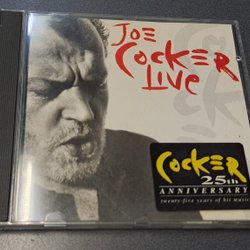 JOE
COCKER
LIVE
COCKER
25th
ANNIVERSARY
twenty-five years of hit music